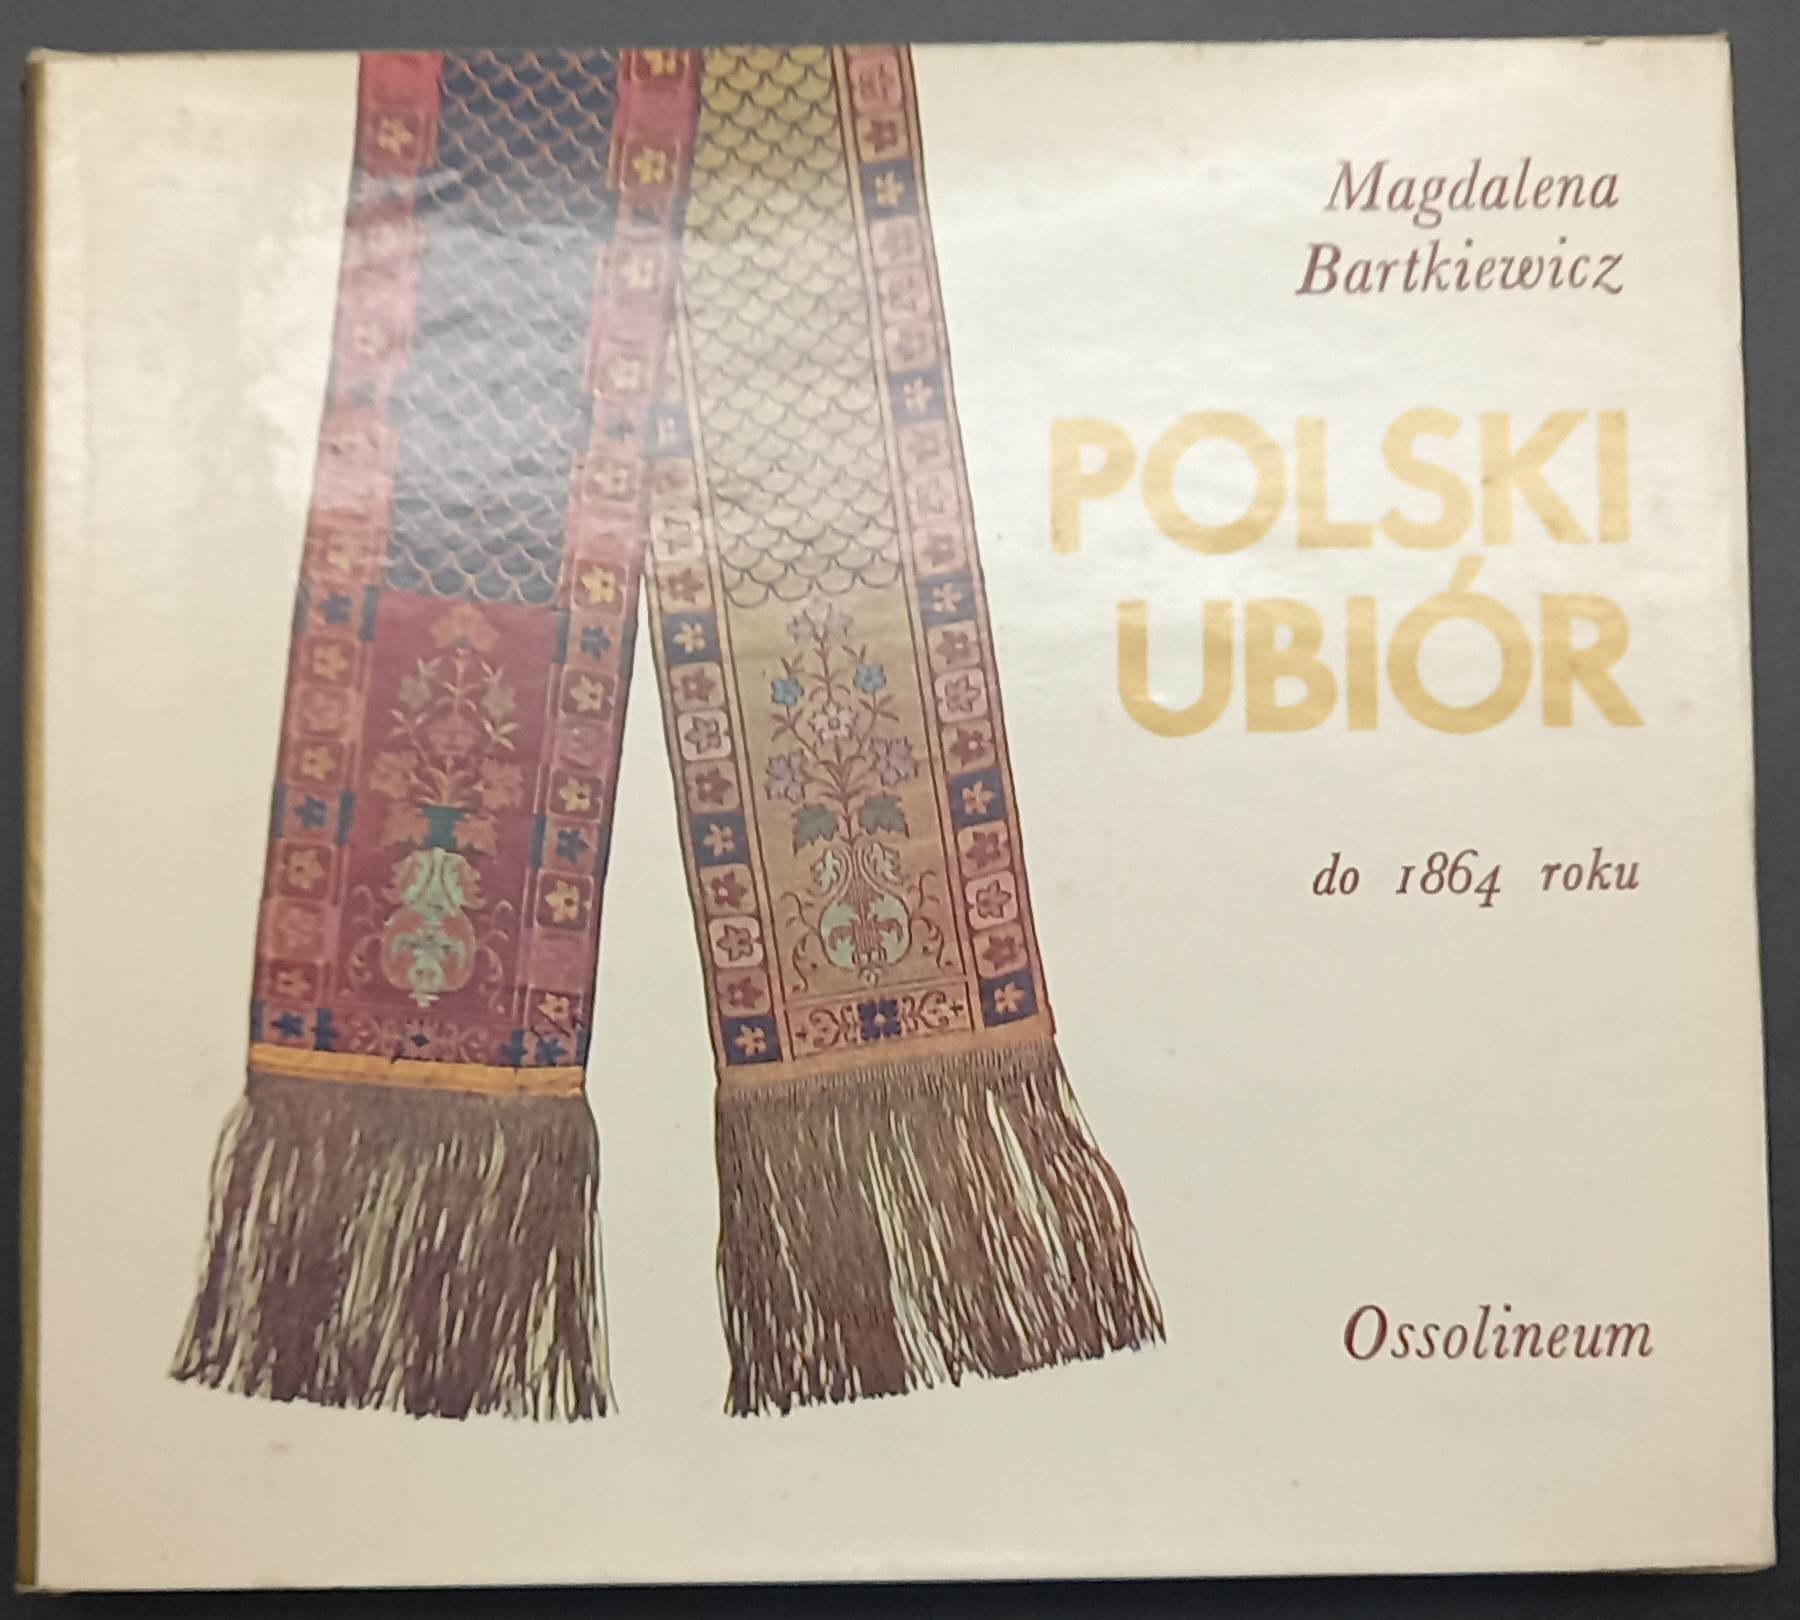 Magdalena
Bartkiewicz
POLSKI
UBIÓR
do 1864 roku
Ossolineum